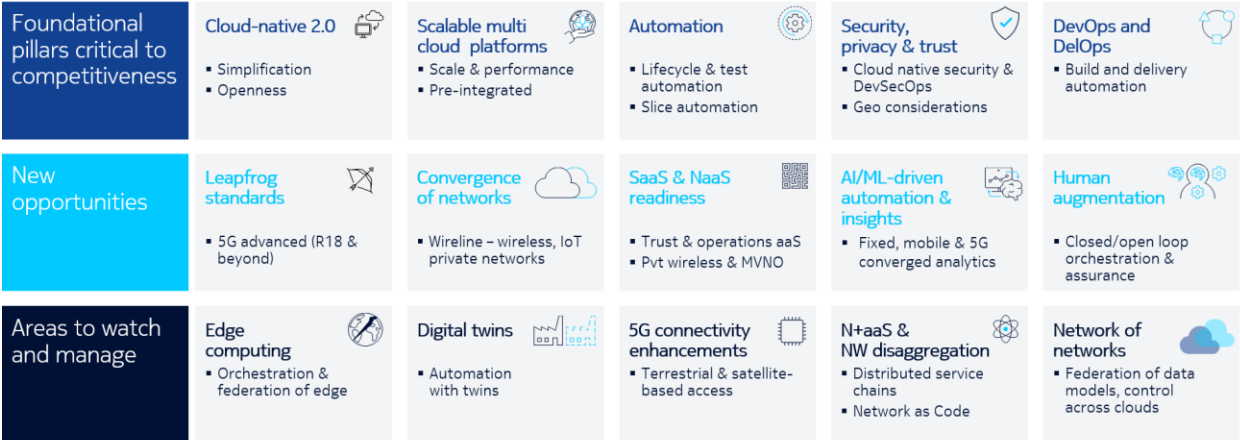 Foundational
pillars critical to
competitiveness
Cloud-native 2.0
▪ Simplification
▪ Openness
Scalable multi
cloud platforms
▪ Scale & performance
▪ Pre-integrated
Automation
▪ Lifecycle & test
automation
▪ Slice automation
Security,
privacy & trust
▪ Cloud native security &
DevSecOps
▪ Geo considerations
DevOps and
DelOps
▪ Build and delivery
automation
New
opportunities
Leapfrog
standards
▪ 5G advanced (R18 &
beyond)
Convergence
of networks
▪ Wireline – wireless, IoT
private networks
SaaS & NaaS
readiness
▪ Trust & operations aaS
▪ Pvt wireless & MVNO
AI/ML-driven
automation &
insights
▪ Fixed, mobile & 5G
converged analytics
Human
augmentation
▪ Closed/open loop
orchestration &
assurance
Areas to watch
and manage
Edge
computing
▪ Orchestration &
federation of edge
Digital twins
▪ Automation
with twins
5G connectivity
enhancements
▪ Terrestrial & satellite-
based access
N+aaS &
NW disaggregation
▪ Distributed service
chains
▪ Network as Code
Network of
networks
▪ Federation of data
models, control
across clouds